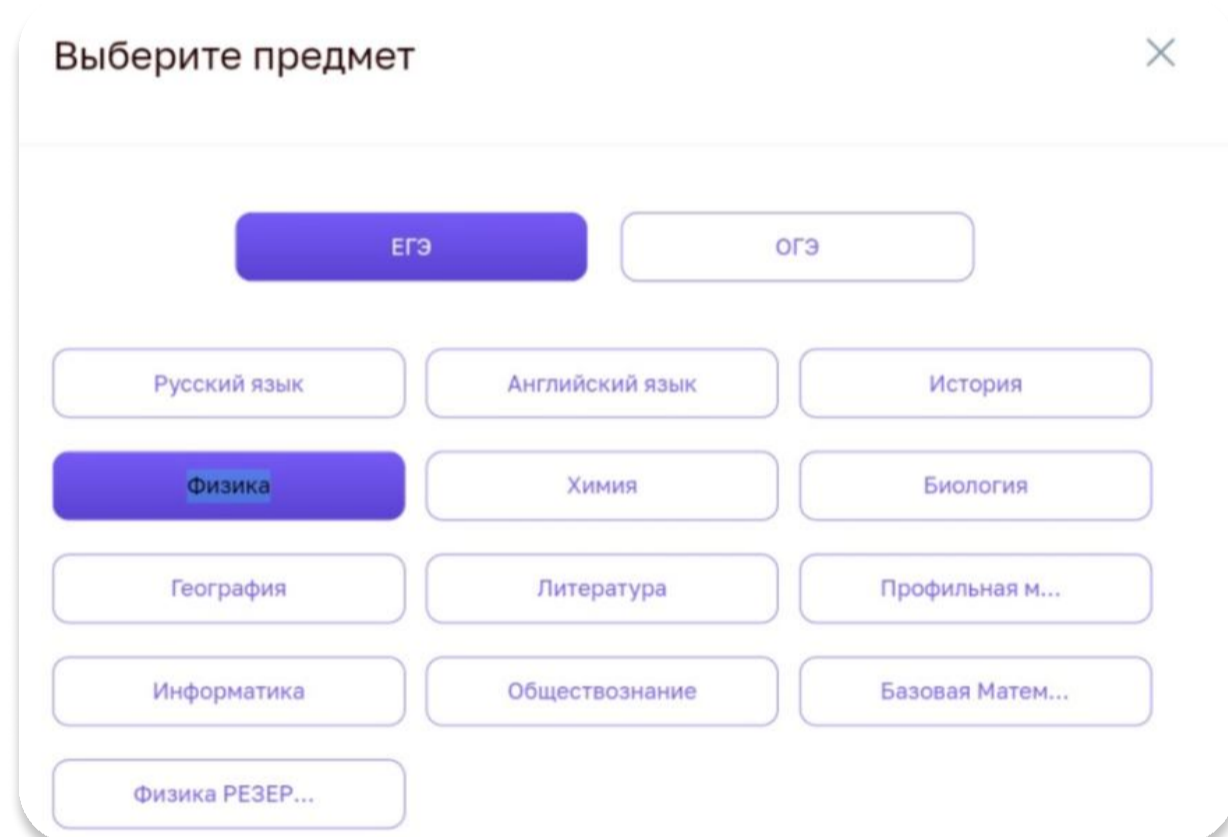 Выберите предмет
ЕГЭ ОГЭ
Русский язык Английский язык История
Физика Химия Биология
География Литература Профильная м...
Информатика Обществознание Базовая Матем...
Физика РЕЗЕР...